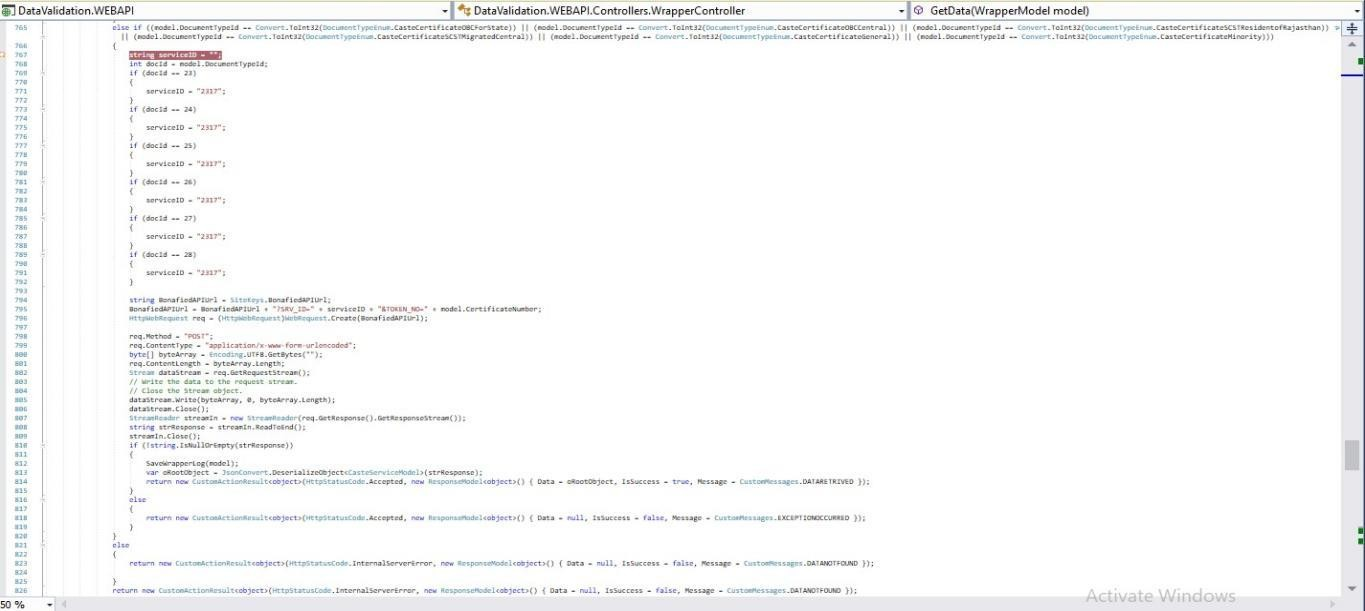 DataValidation.WEBAPI DataValidation.WEBAPI.Controllers.WrapperController GetData(WrapperModel model)
765 else if ((model.DocumentTypeId == Convert.ToInt32(DocumentTypeEnum.CasteCertificateOBCForState)) || (model.DocumentTypeId == Convert.ToInt32(DocumentTypeEnum.CasteCertificateOBCCentral)) || (model.DocumentTypeId == Convert.ToInt32(DocumentTypeEnum.CasteCertificateSCSTResidentofRajasthan))
|| (model.DocumentTypeId == Convert.ToInt32(DocumentTypeEnum.CasteCertificateSCSTMigratedCentral)) || (model.DocumentTypeId == Convert.ToInt32(DocumentTypeEnum.CasteCertificateGeneral)) || (model.DocumentTypeId == Convert.ToInt32(DocumentTypeEnum.CasteCertificateMinority)))
766 {
767 string serviceID = "";
768 int docId = model.DocumentTypeId;
769 if (docId == 23)
770 {
771 serviceID = "2317";
772 }
773 if (docId == 24)
774 {
775 serviceID = "2317";
776 }
777 if (docId == 25)
778 {
779 serviceID = "2317";
780 }
781 if (docId == 26)
782 {
783 serviceID = "2317";
784 }
785 if (docId == 27)
786 {
787 serviceID = "2317";
788 }
789 if (docId == 28)
790 {
791 serviceID = "2317";
792 }
793
794 string BonafiedAPIUrl = SiteKeys.BonafiedAPIUrl;
795 BonafiedAPIUrl = BonafiedAPIUrl + "?SRV_ID=" + serviceID + "&TOKEN_NO=" + model.CertificateNumber;
796 HttpWebRequest req = (HttpWebRequest)WebRequest.Create(BonafiedAPIUrl);
797
798 req.Method = "POST";
799 req.ContentType = "application/x-www-form-urlencoded";
800 byte[] byteArray = Encoding.UTF8.GetBytes("");
801 req.ContentLength = byteArray.Length;
802 Stream dataStream = req.GetRequestStream();
803 // Write the data to the request stream.
804 // Close the Stream object.
805 dataStream.Write(byteArray, 0, byteArray.Length);
806 dataStream.Close();
807 StreamReader streamIn = new StreamReader(req.GetResponse().GetResponseStream());
808 string strResponse = streamIn.ReadToEnd();
809 streamIn.Close();
810 if (!string.IsNullOrEmpty(strResponse))
811 {
812 SaveWrapperLog(model);
813 var oRootObject = JsonConvert.DeserializeObject<CasteServiceModel>(strResponse);
814 return new CustomActionResult<object>(HttpStatusCode.Accepted, new ResponseModel<object>() { Data = oRootObject, IsSuccess = true, Message = CustomMessages.DATARETRIVED });
815 }
816 else
817 {
818 return new CustomActionResult<object>(HttpStatusCode.Accepted, new ResponseModel<object>() { Data = null, IsSuccess = false, Message = CustomMessages.EXCEPTIONOCCURRED });
819 }
820 }
821 else
822 {
823 return new CustomActionResult<object>(HttpStatusCode.InternalServerError, new ResponseModel<object>() { Data = null, IsSuccess = false, Message = CustomMessages.DATANOTFOUND });
824
825 }
826 return new CustomActionResult<object>(HttpStatusCode.InternalServerError, new ResponseModel<object>() { Data = null, IsSuccess = false, Message = CustomMessages.DATANOTFOUND });
Activate Windows
50 %